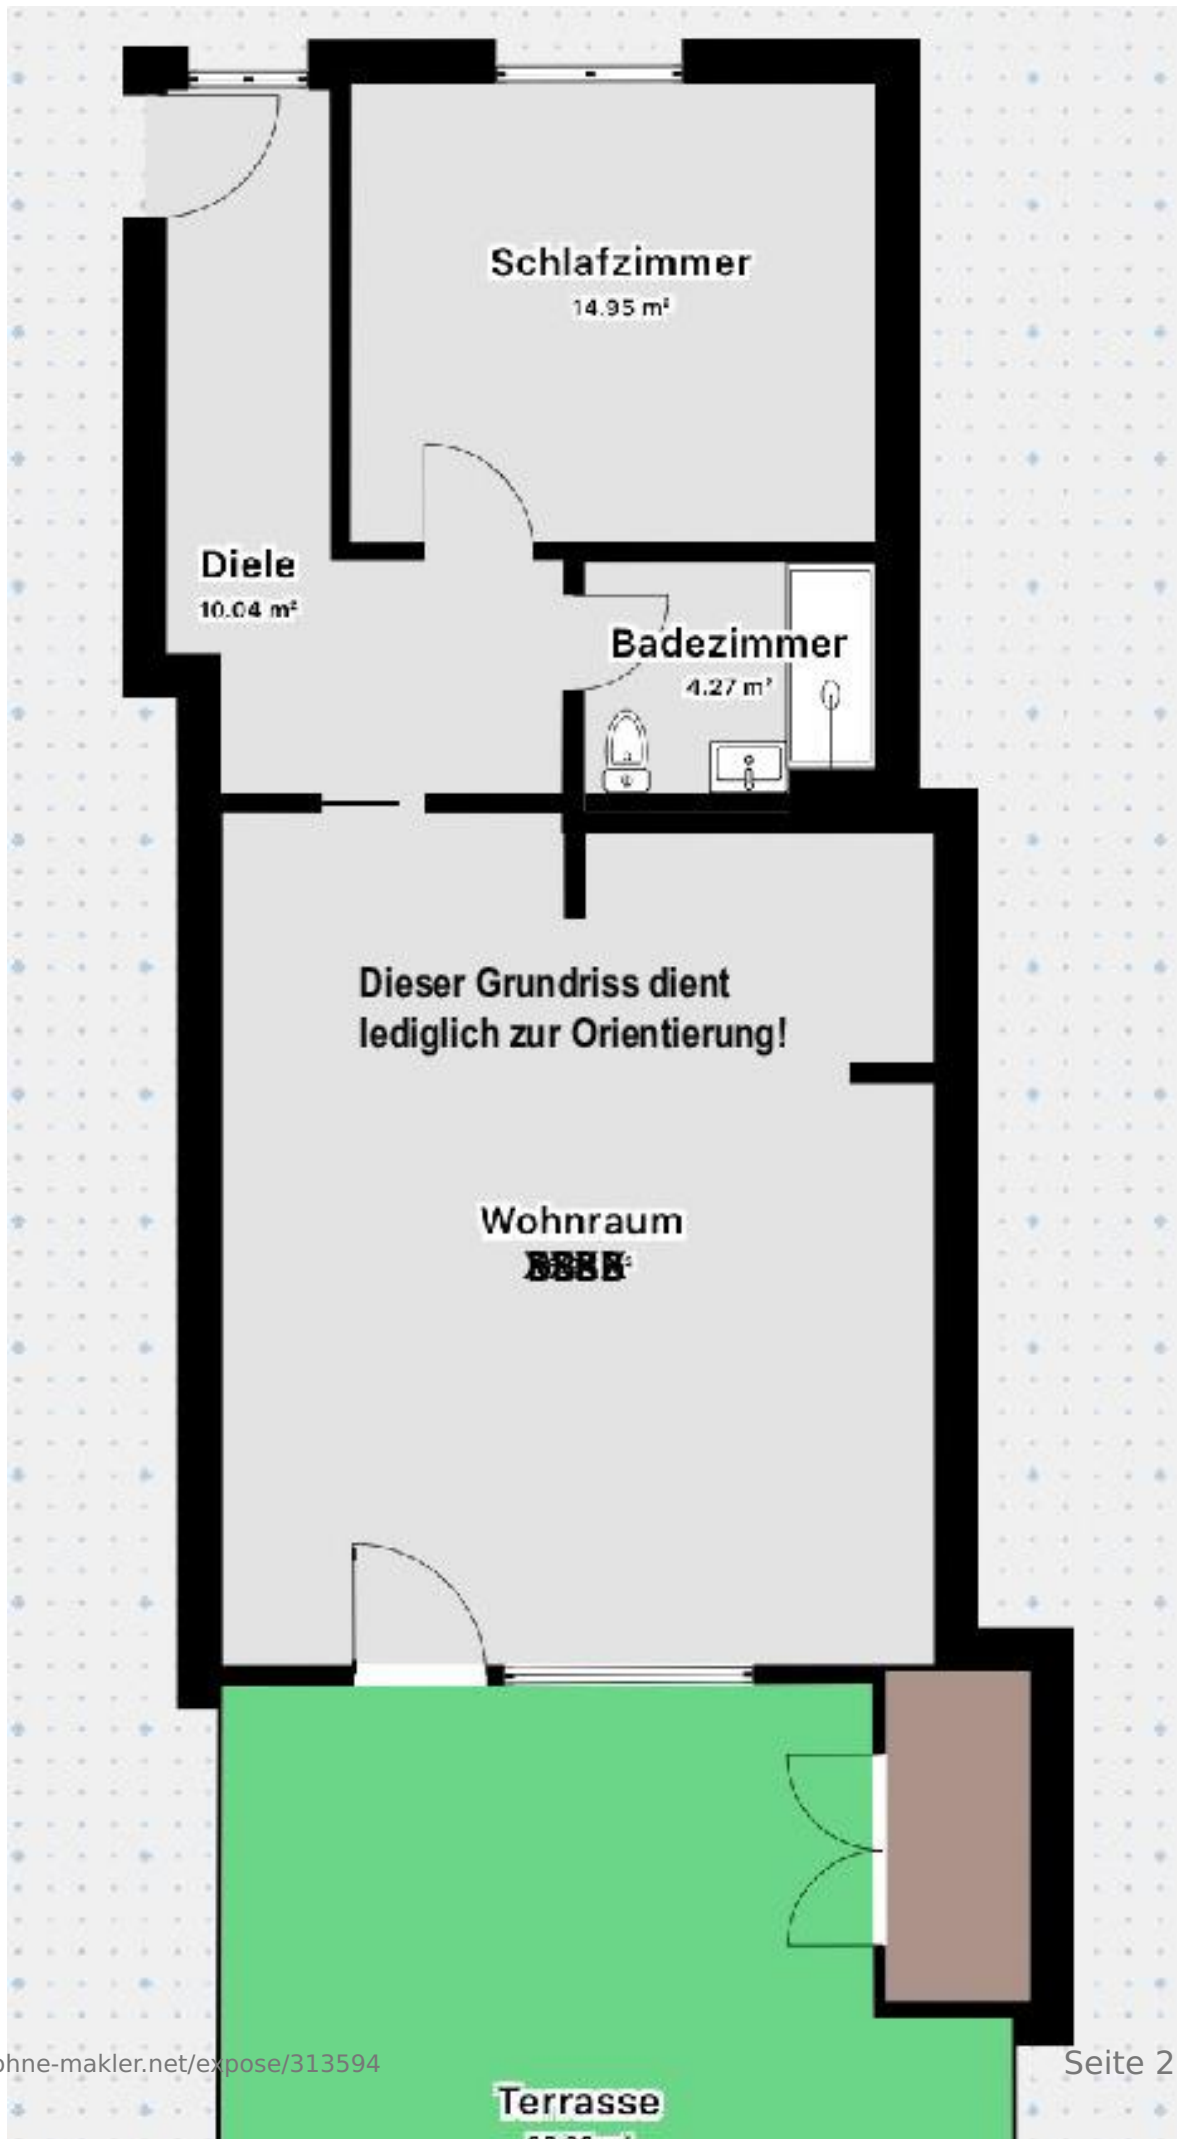 Schlafzimmer
14.95 m²
Diele
10.04 m²
Badezimmer
4.27 m²
Dieser Grundriss dient
lediglich zur Orientierung!
Wohnraum
ohne-makler.net/expose/313594
Seite 2
Terrasse